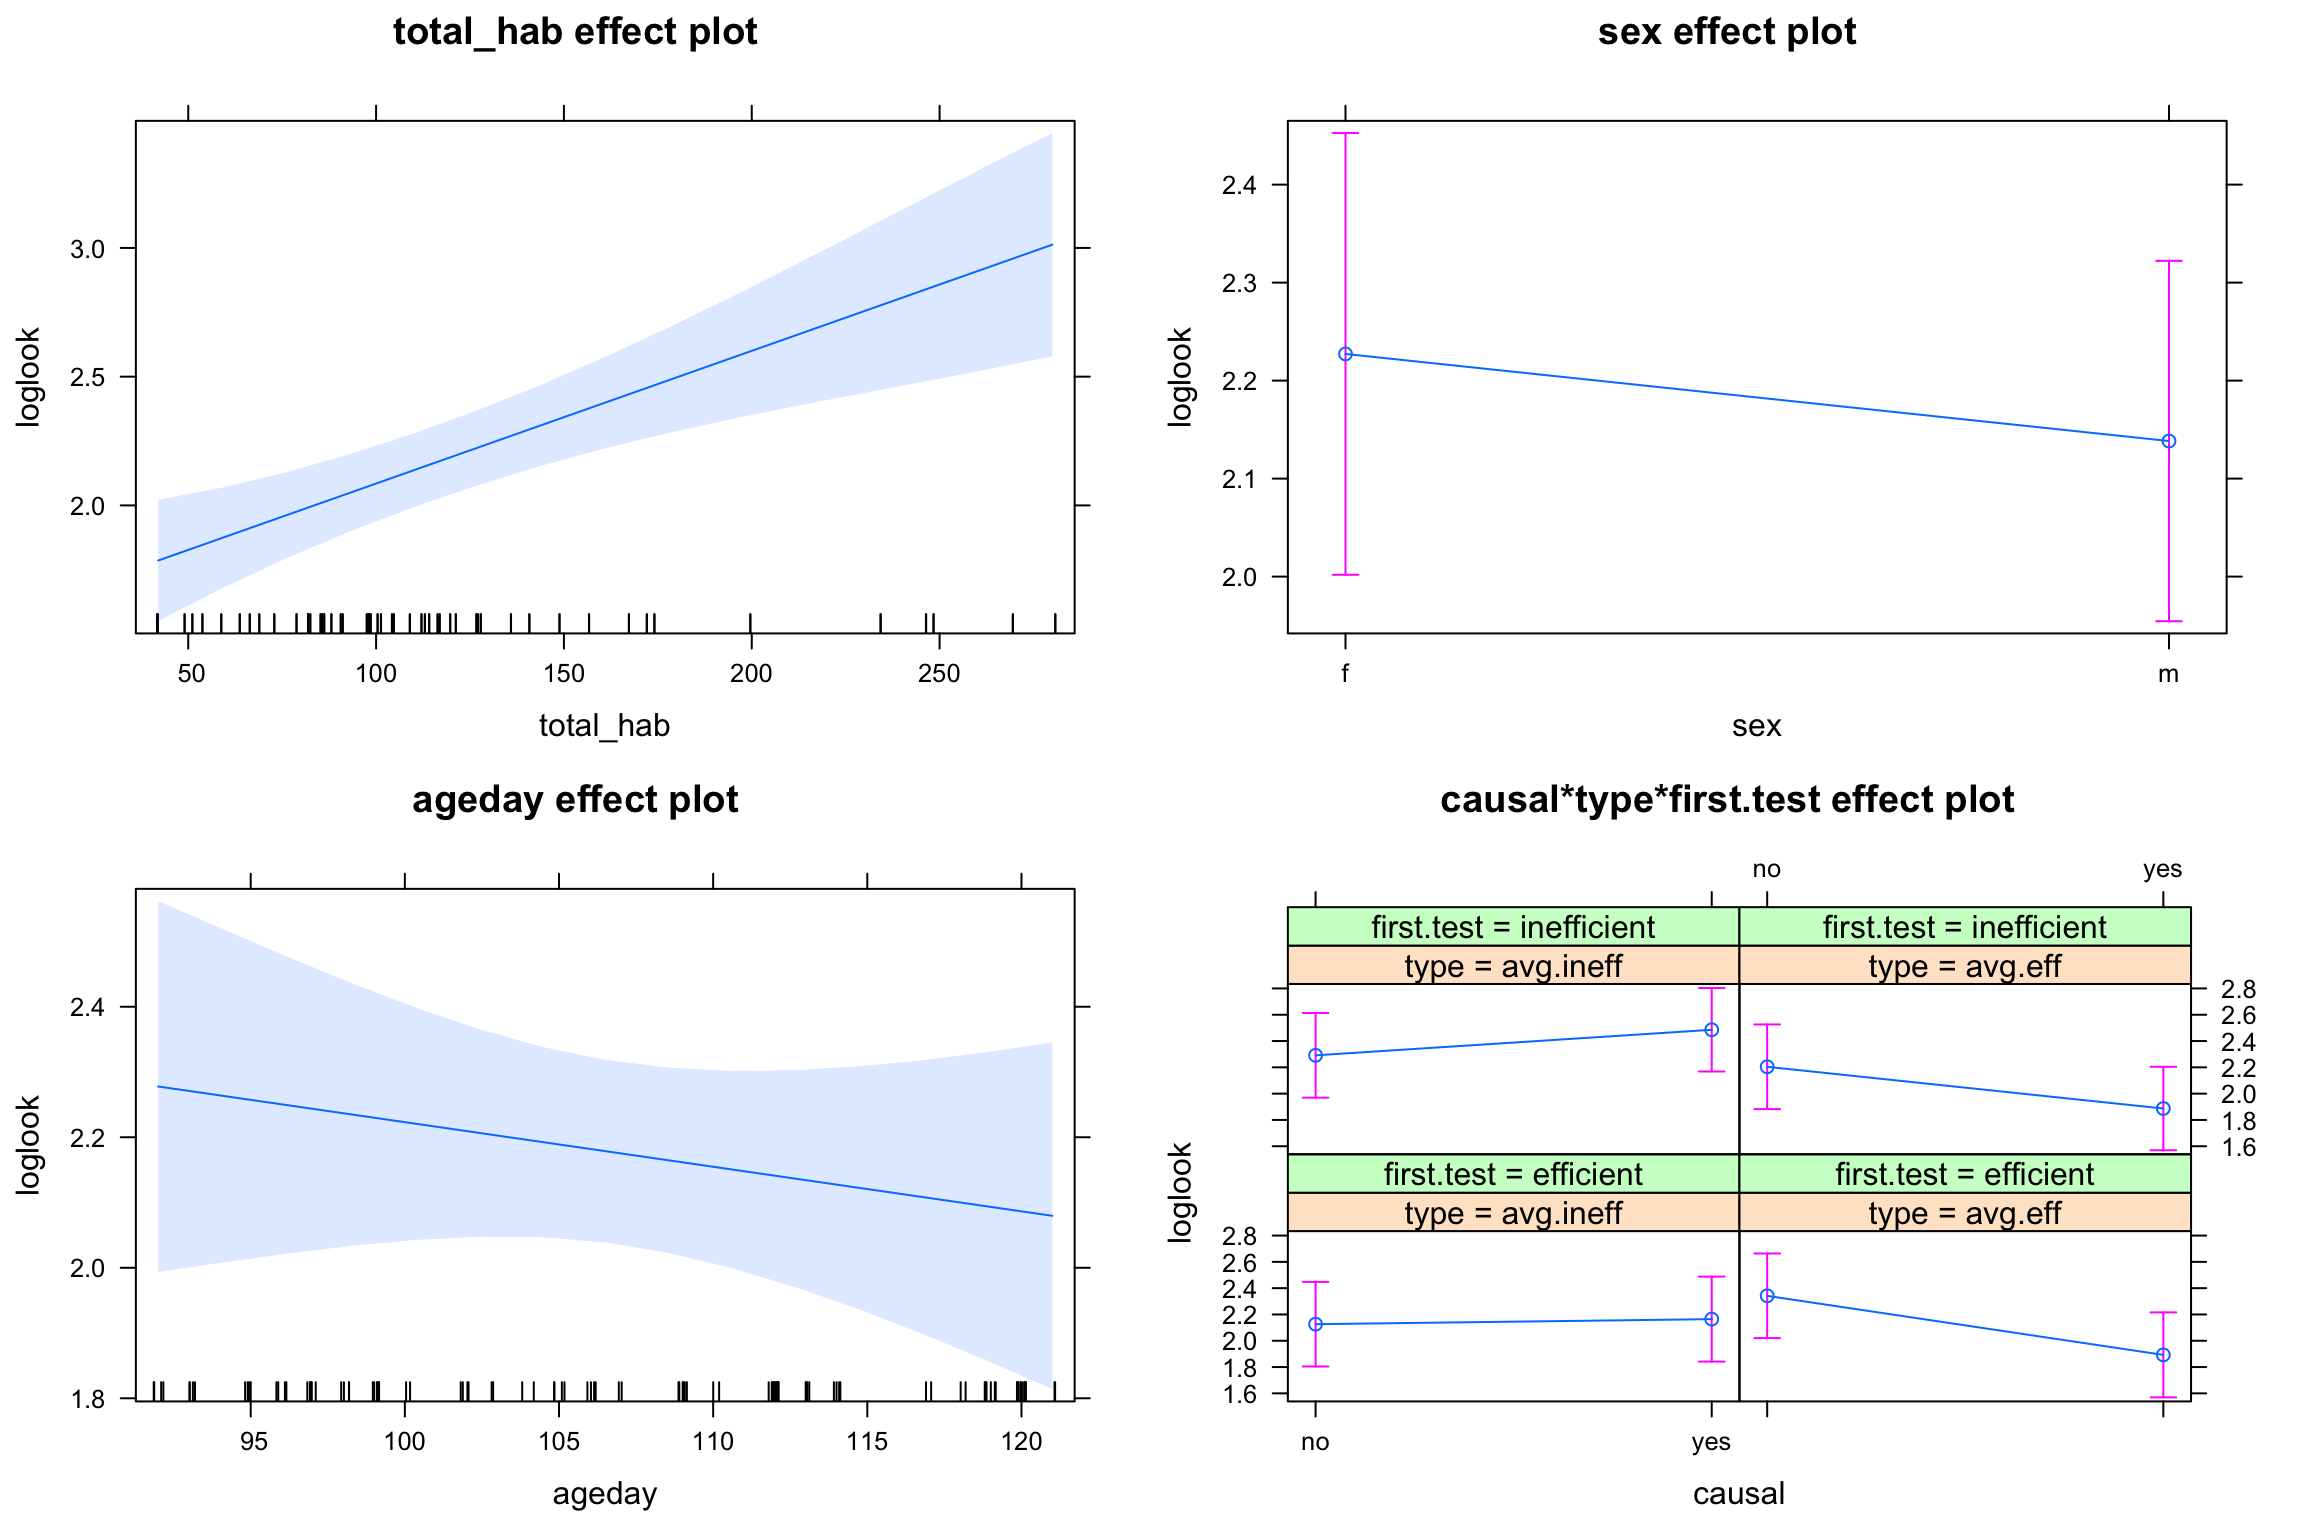 total_hab effect plot
loglook
3.0
2.5
2.0
50 100 150 200 250
total_hab
sex effect plot
loglook
2.4
2.3
2.2
2.1
2.0
f m
sex
ageday effect plot
loglook
2.4
2.2
2.0
1.8
95 100 105 110 115 120
ageday
causal*type*first.test effect plot
no yes
loglook
first.test = inefficient
type = avg.ineff
first.test = inefficient
type = avg.eff
2.8
2.6
2.4
2.2
2.0
1.8
1.6
first.test = efficient
type = avg.ineff
first.test = efficient
type = avg.eff
2.8
2.6
2.4
2.2
2.0
1.8
1.6
no yes
causal